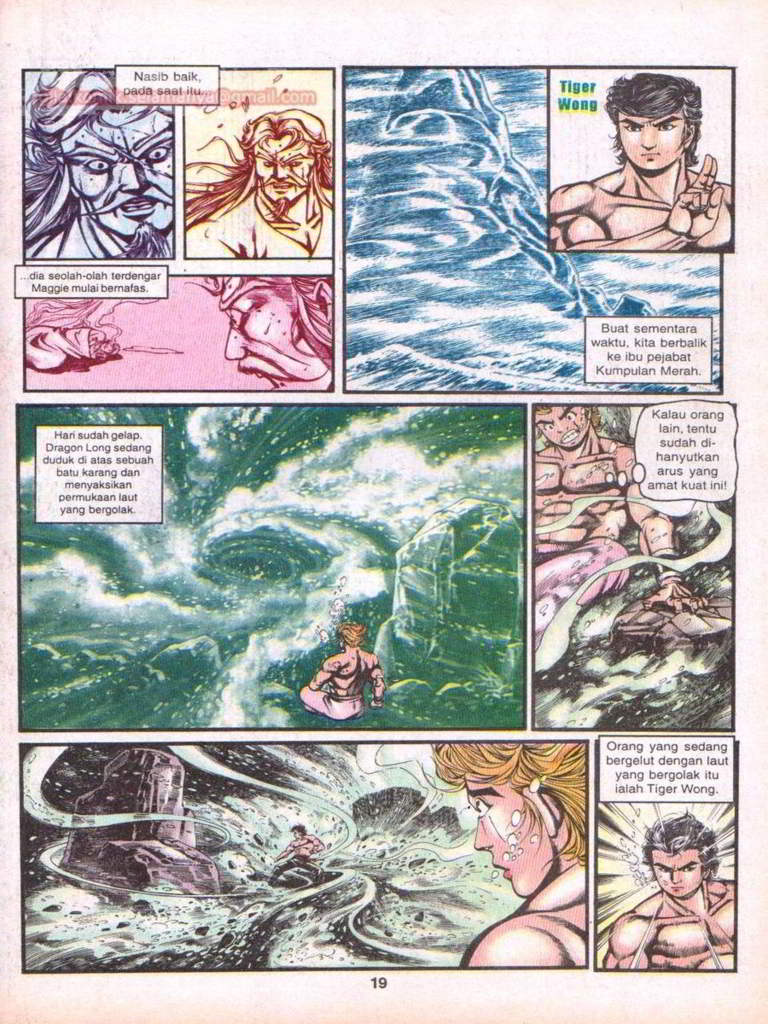 Nasib baik,
pada saat itu...
...dia seolah-olah terdengar
Maggie mulai bernafas.
Tiger
Wong
Buat sementara
waktu, kita berbalik
ke ibu pejabat
Kumpulan Merah.
Hari sudah gelap.
Dragon Long sedang
duduk di atas sebuah
batu karang dan
menyaksikan
permukaan laut
yang bergolak.
Kalau orang
lain, tentu
sudah di-
hanyutkan
arus yang
amat kuat ini!
Orang yang sedang
bergelut dengan laut
yang bergolak itu
ialah Tiger Wong.
19